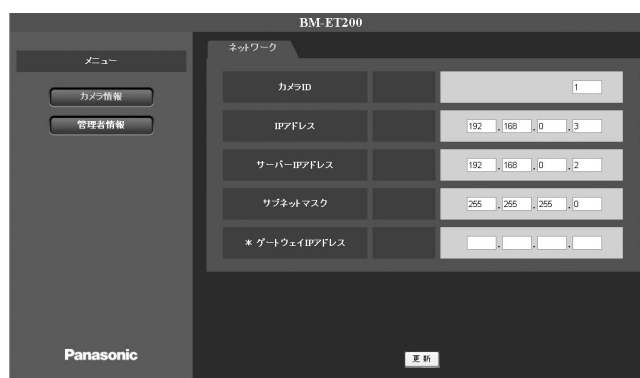 BM-ET200
メニュー
カメラ情報
管理者情報
ネットワーク
カメラID 1
IPアドレス 192 . 168 . 0 . 3
サーバーIPアドレス 192 . 168 . 0 . 2
サブネットマスク 255 . 255 . 255 . 0
* ゲートウェイIPアドレス . . .
Panasonic
更新